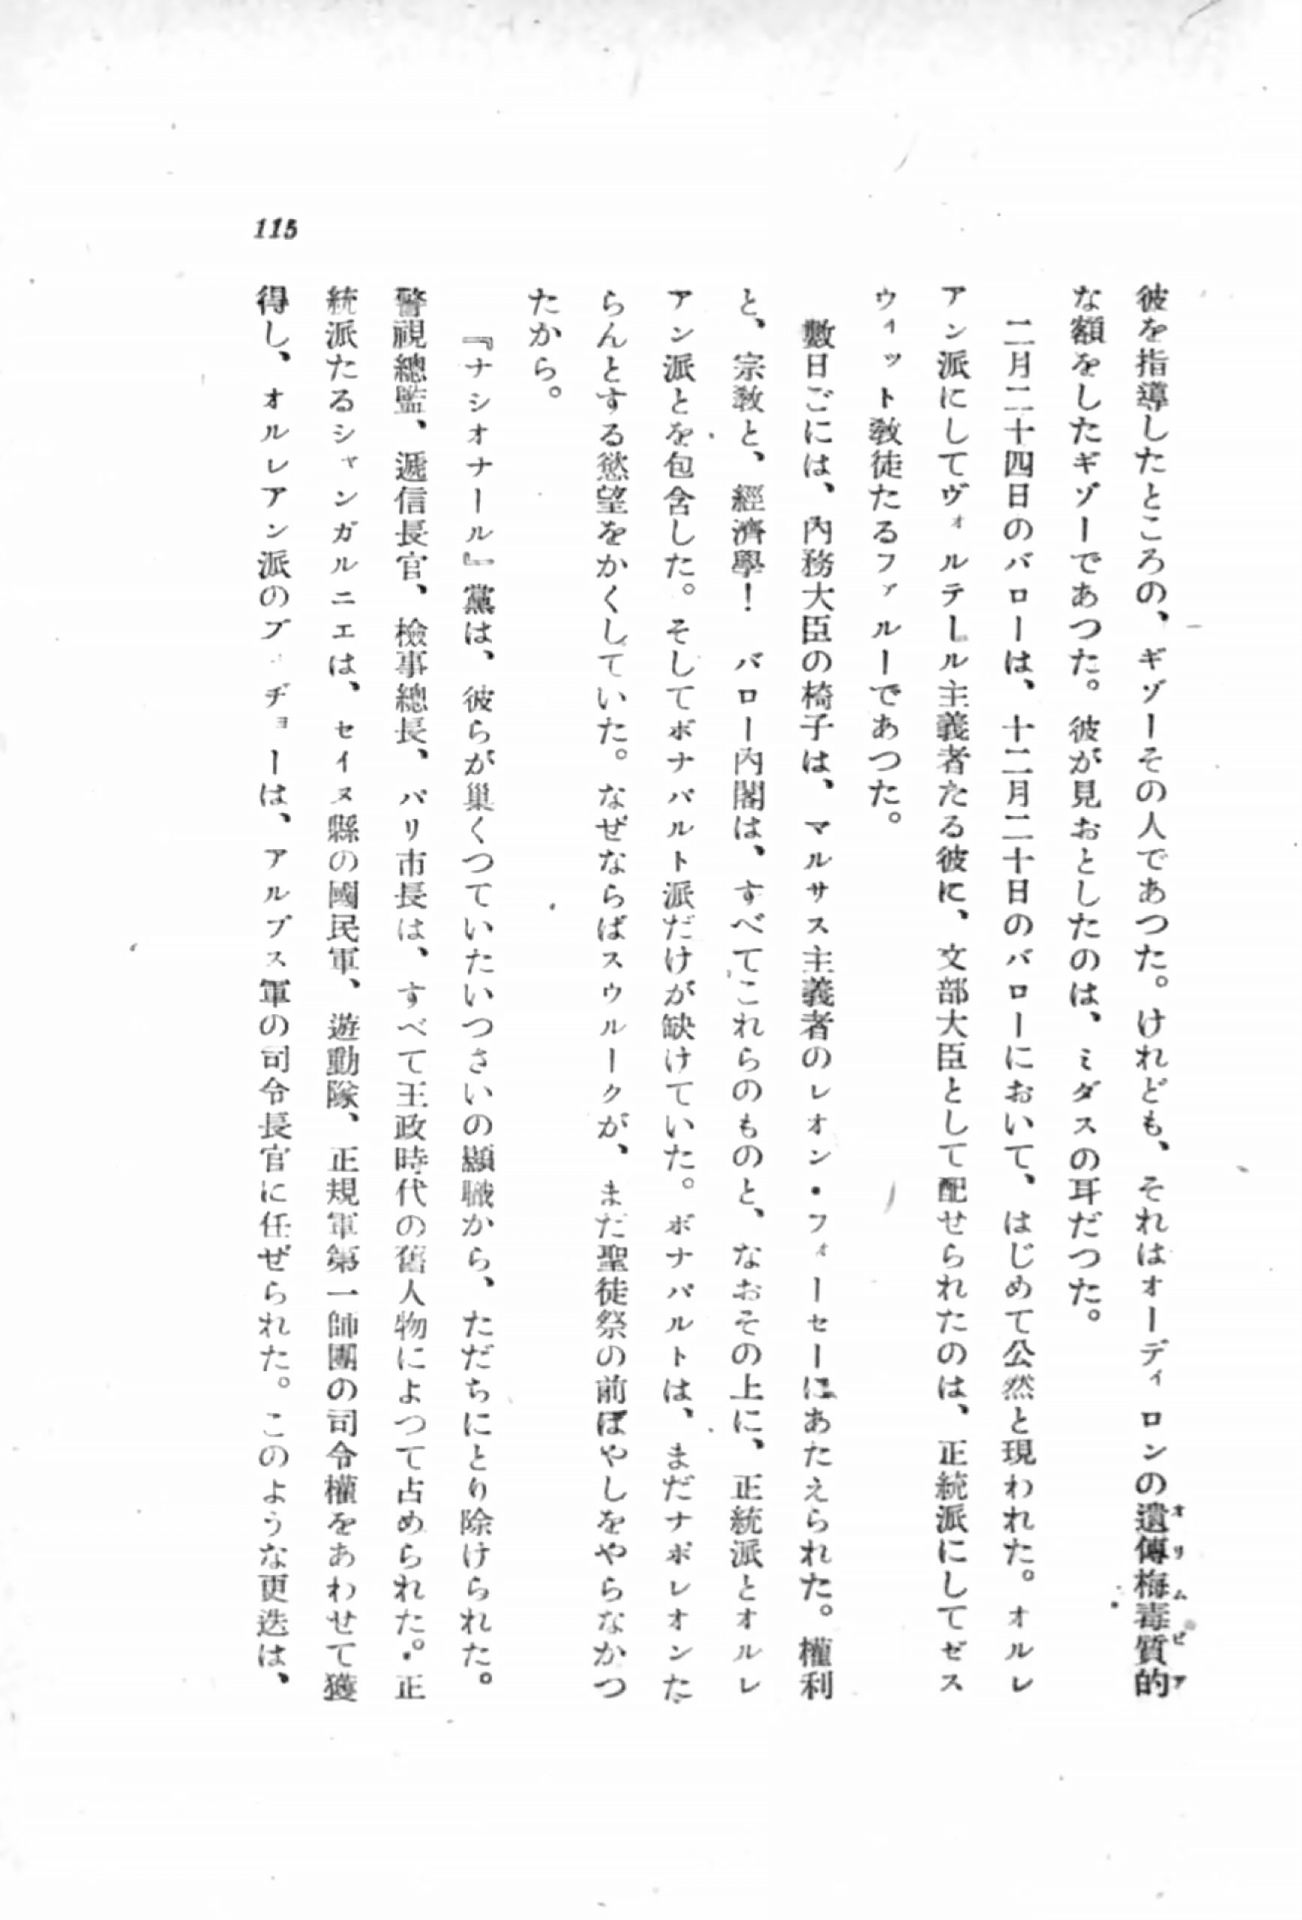 彼を指導したところの、ギゾーその人であつた。けれども、それはオーディロンの遺傳梅毒質的
オリムピア
な額をしたギゾーであつた。彼が見おとしたのは、ミダスの耳だつた。
二月二十四日のバローは、十二月二十日のバローにおいて、はじめて公然と現われた。オルレ
アン派にしてヴォルテール主義者たる彼に、文部大臣として配せられたのは、正統派にしてゼス
ウィット敎徒たるファルーであつた。
數日ごには、內務大臣の椅子は、マルサス主義者のレオン・フォーセーにあたえられた。權利
と、宗敎と、經濟學！ バロー內閣は、すべてこれらのものと、なおその上に、正統派とオルレ
アン派とを包含した。そしてボナパルト派だけが缺けていた。ボナパルトは、まだナポレオンた
らんとする慾望をかくしていた。なぜならばスウルークが、まだ聖徒祭の前ぼやしをやらなかつ
たから。
『ナシオナール』黨は、彼らが巢くつていたいつさいの顯職から、ただちにとり除けられた。
警視總監、遞信長官、檢事總長、パリ市長は、すべて王政時代の舊人物によつて占められた。正
統派たるシャンガルニエは、セイヌ縣の國民軍、遊動隊、正規軍第一師團の司令權をあわせて獲
得し、オルレアン派のブ ヂョーは、アルプス軍の司令長官に任ぜられた。このような更迭は、
115